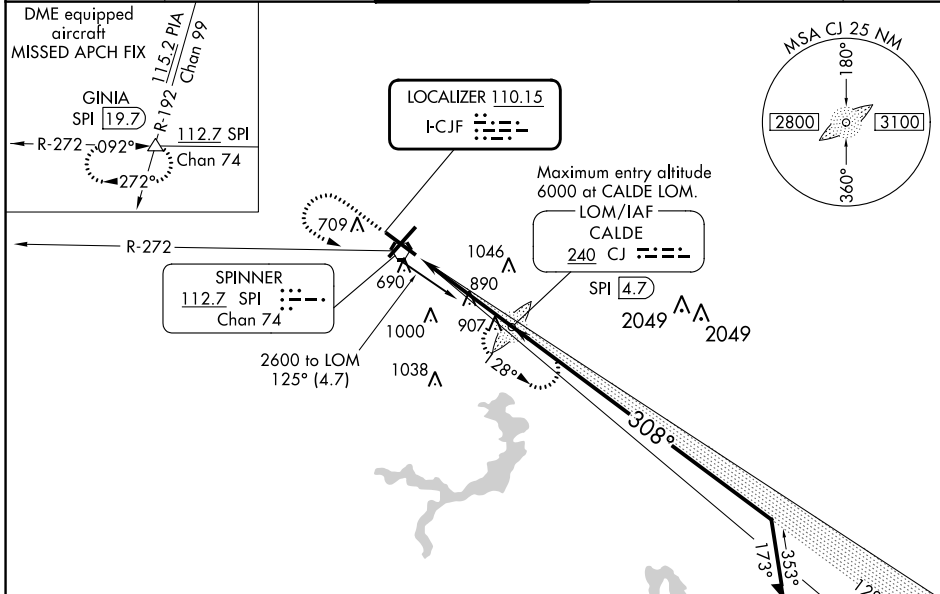 DME equipped
aircraft
MISSED APCH FIX
115.2 PIA
Chan 99
R-192
GINIA
SPI 19.7
R-272
092°
112.7 SPI
Chan 74
272°
LOCALIZER 110.15
I-CJF
MSA CJ 25 NM
180°
2800
3100
360°
Maximum entry altitude
6000 at CALDE LOM.
LOM/IAF
CALDE
240 CJ
SPI 4.7
709
R-272
1046
SPINNER
112.7 SPI
Chan 74
690
890
2049
2049
1000
907
2600 to LOM
125° (4.7)
1038
128°
308°
173°
353°